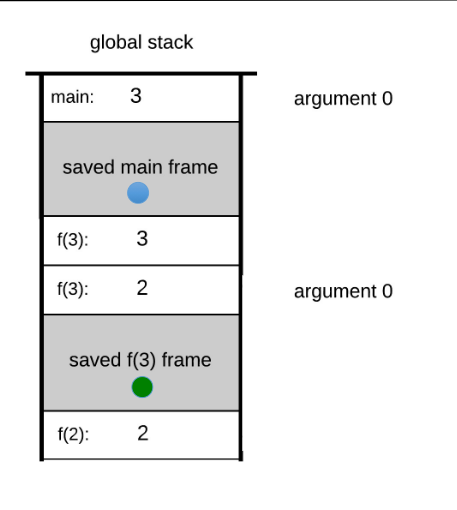 global stack
main: 3 argument 0
saved main frame
f(3): 3
f(3): 2 argument 0
saved f(3) frame
f(2): 2